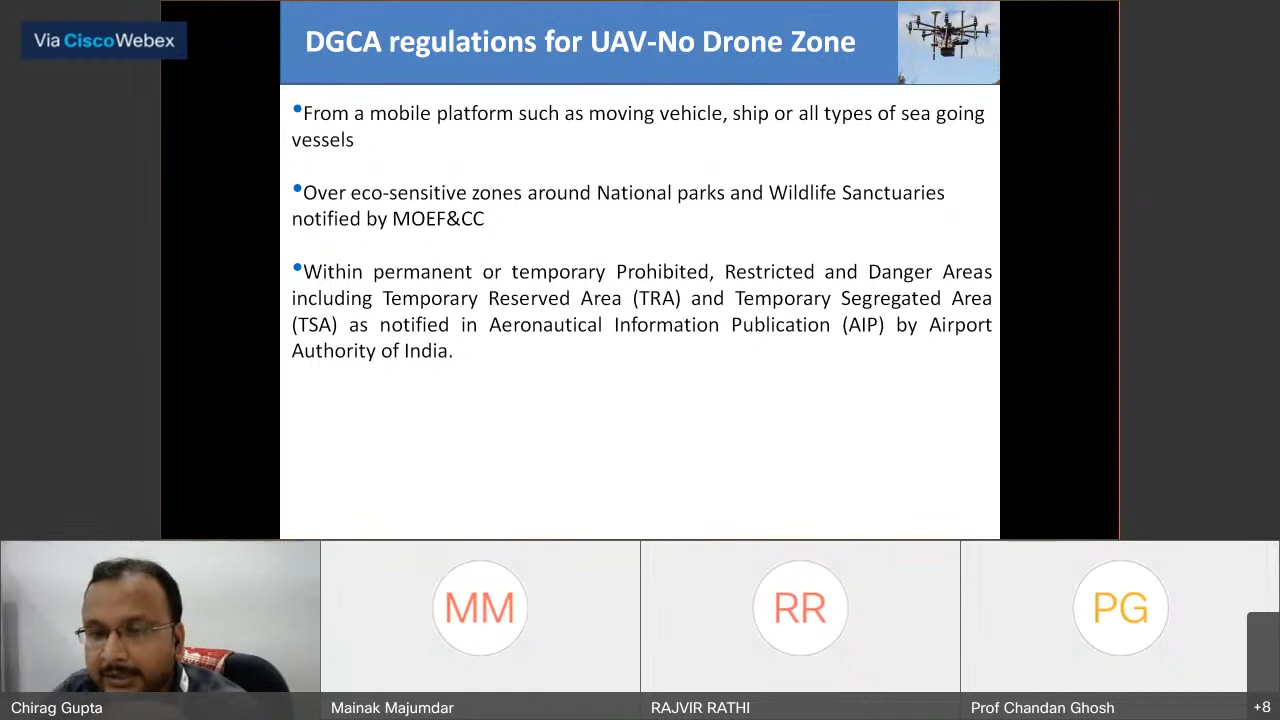 Via CiscoWebex
DGCA regulations for UAV-No Drone Zone
•From a mobile platform such as moving vehicle, ship or all types of sea going
vessels
•Over eco-sensitive zones around National parks and Wildlife Sanctuaries
notified by MOEF&CC
•Within permanent or temporary Prohibited, Restricted and Danger Areas
including Temporary Reserved Area (TRA) and Temporary Segregated Area
(TSA) as notified in Aeronautical Information Publication (AIP) by Airport
Authority of India.
MM
RR
PG
Chirag Gupta
Mainak Majumdar
RAJVIR RATHI
Prof Chandan Ghosh
+8